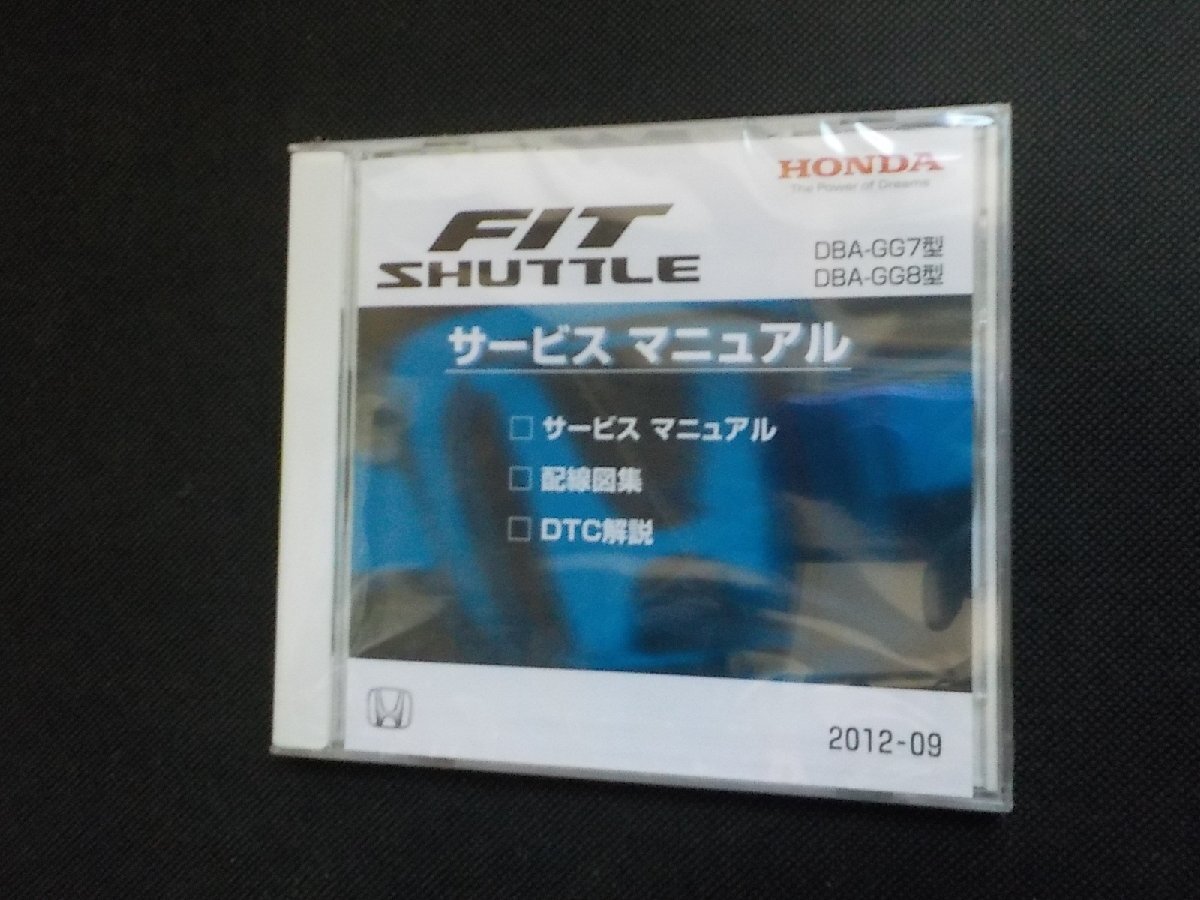 HONDA
The Power of Dreams
FIT
SHUTTLE
DBA-GG7型
DBA-GG8型
サービス マニュアル
□ サービス マニュアル
□ 配線図集
□ DTC解説
2012-09